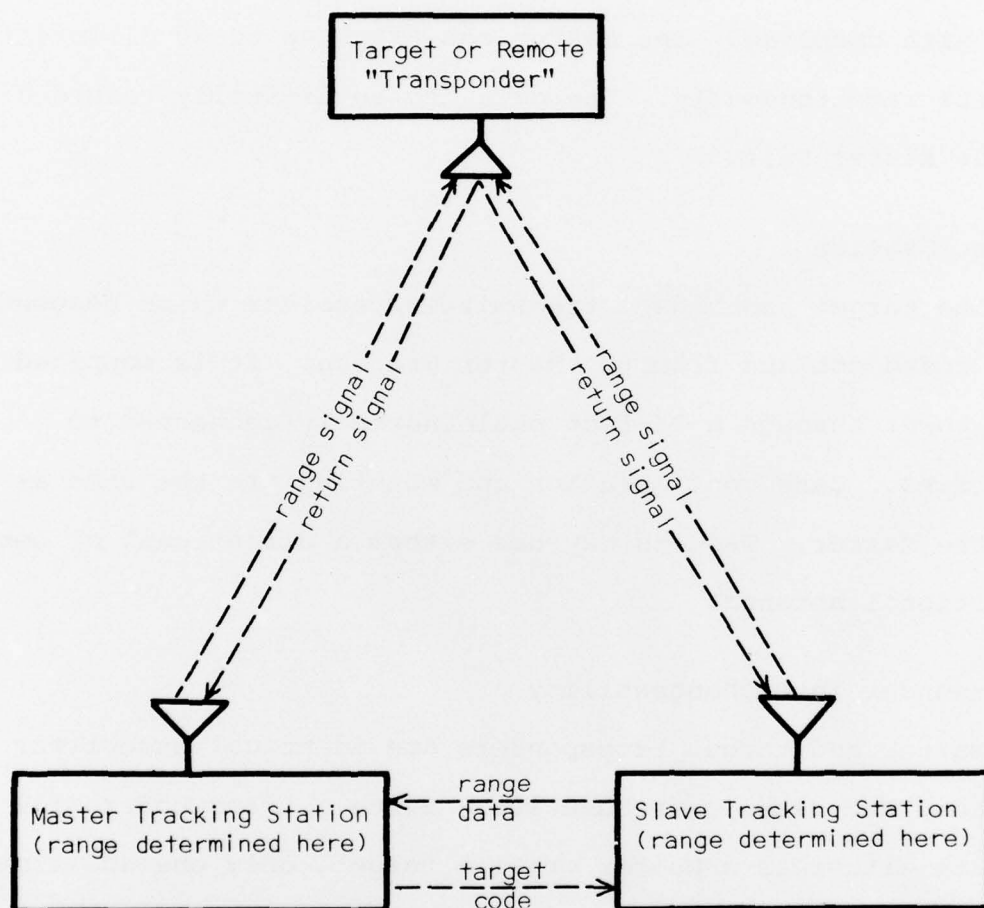 Target or Remote
"Transponder"
range signal
return signal
range signal
return signal
Master Tracking Station
(range determined here)
range
data
target
code
Slave Tracking Station
(range determined here)